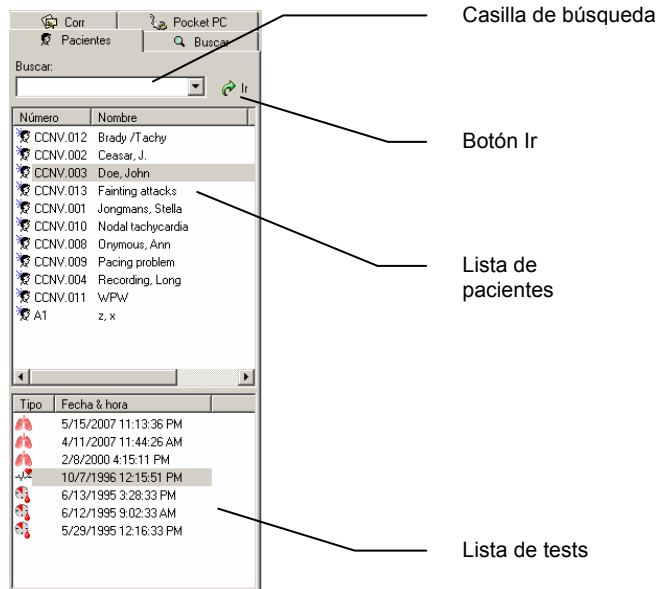 Corr Pocket PC
Pacientes Buscar
Buscar:
Ir
Número Nombre
CCNV.012 Brady /Tachy
CCNV.002 Ceasar, J.
CCNV.003 Doe, John
CCNV.013 Fainting attacks
CCNV.001 Jongmans, Stella
CCNV.010 Nodal tachycardia
CCNV.008 Onymous, Ann
CCNV.009 Pacing problem
CCNV.004 Recording, Long
CCNV.011 WPW
A1 z, x
Tipo Fecha & hora
5/15/2007 11:13:36 PM
4/11/2007 11:44:26 AM
2/8/2000 4:15:11 PM
10/7/1996 12:15:51 PM
6/13/1995 3:28:33 PM
6/12/1995 9:02:33 AM
5/29/1995 12:16:33 PM
Casilla de búsqueda
Botón Ir
Lista de
pacientes
Lista de tests